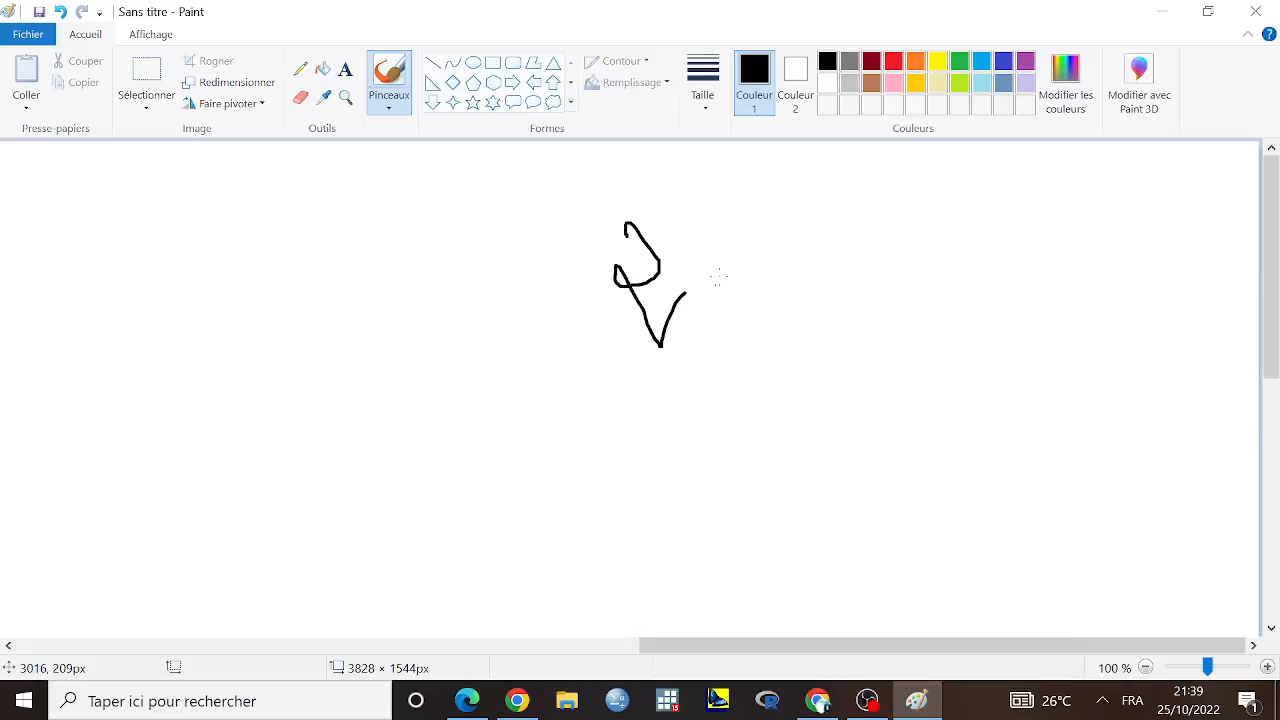 Sans titre - Paint
Fichier Accueil Affichage
Coller
Couper
Copier
Presse-papiers
Sélectionner
Rogner
Redimensionner
Faire pivoter
Image
A
Outils
Pinceaux
Contour
Remplissage
Formes
Taille
Couleur 1
Couleur 2
Modifier les couleurs
Couleurs
Modifier avec Paint 3D
3016, 209px
3828 × 1544px
100 %
Taper ici pour rechercher
15
R
26°C
FRA
21:39
25/10/2022
1